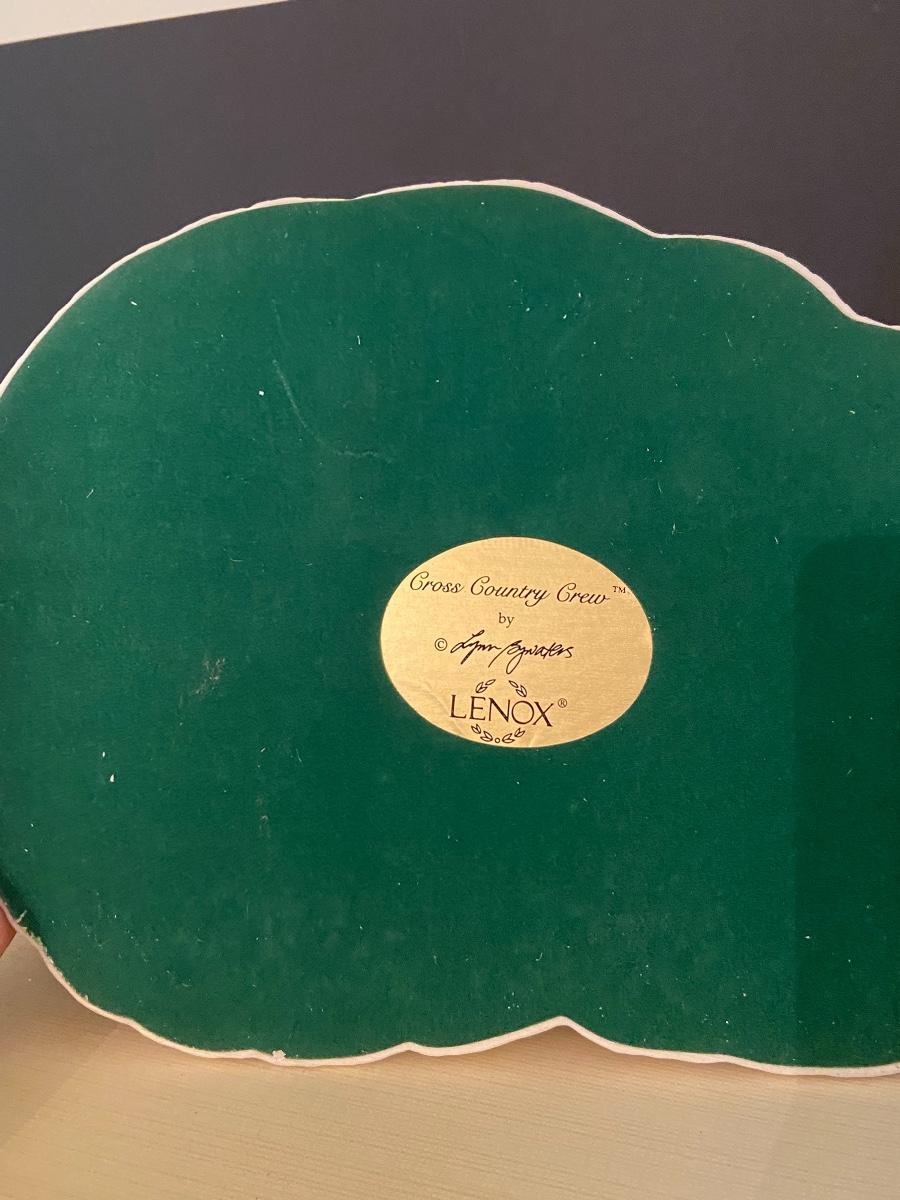 Cross Country Crew™
by
© Lynn Bywaters
LENOX®